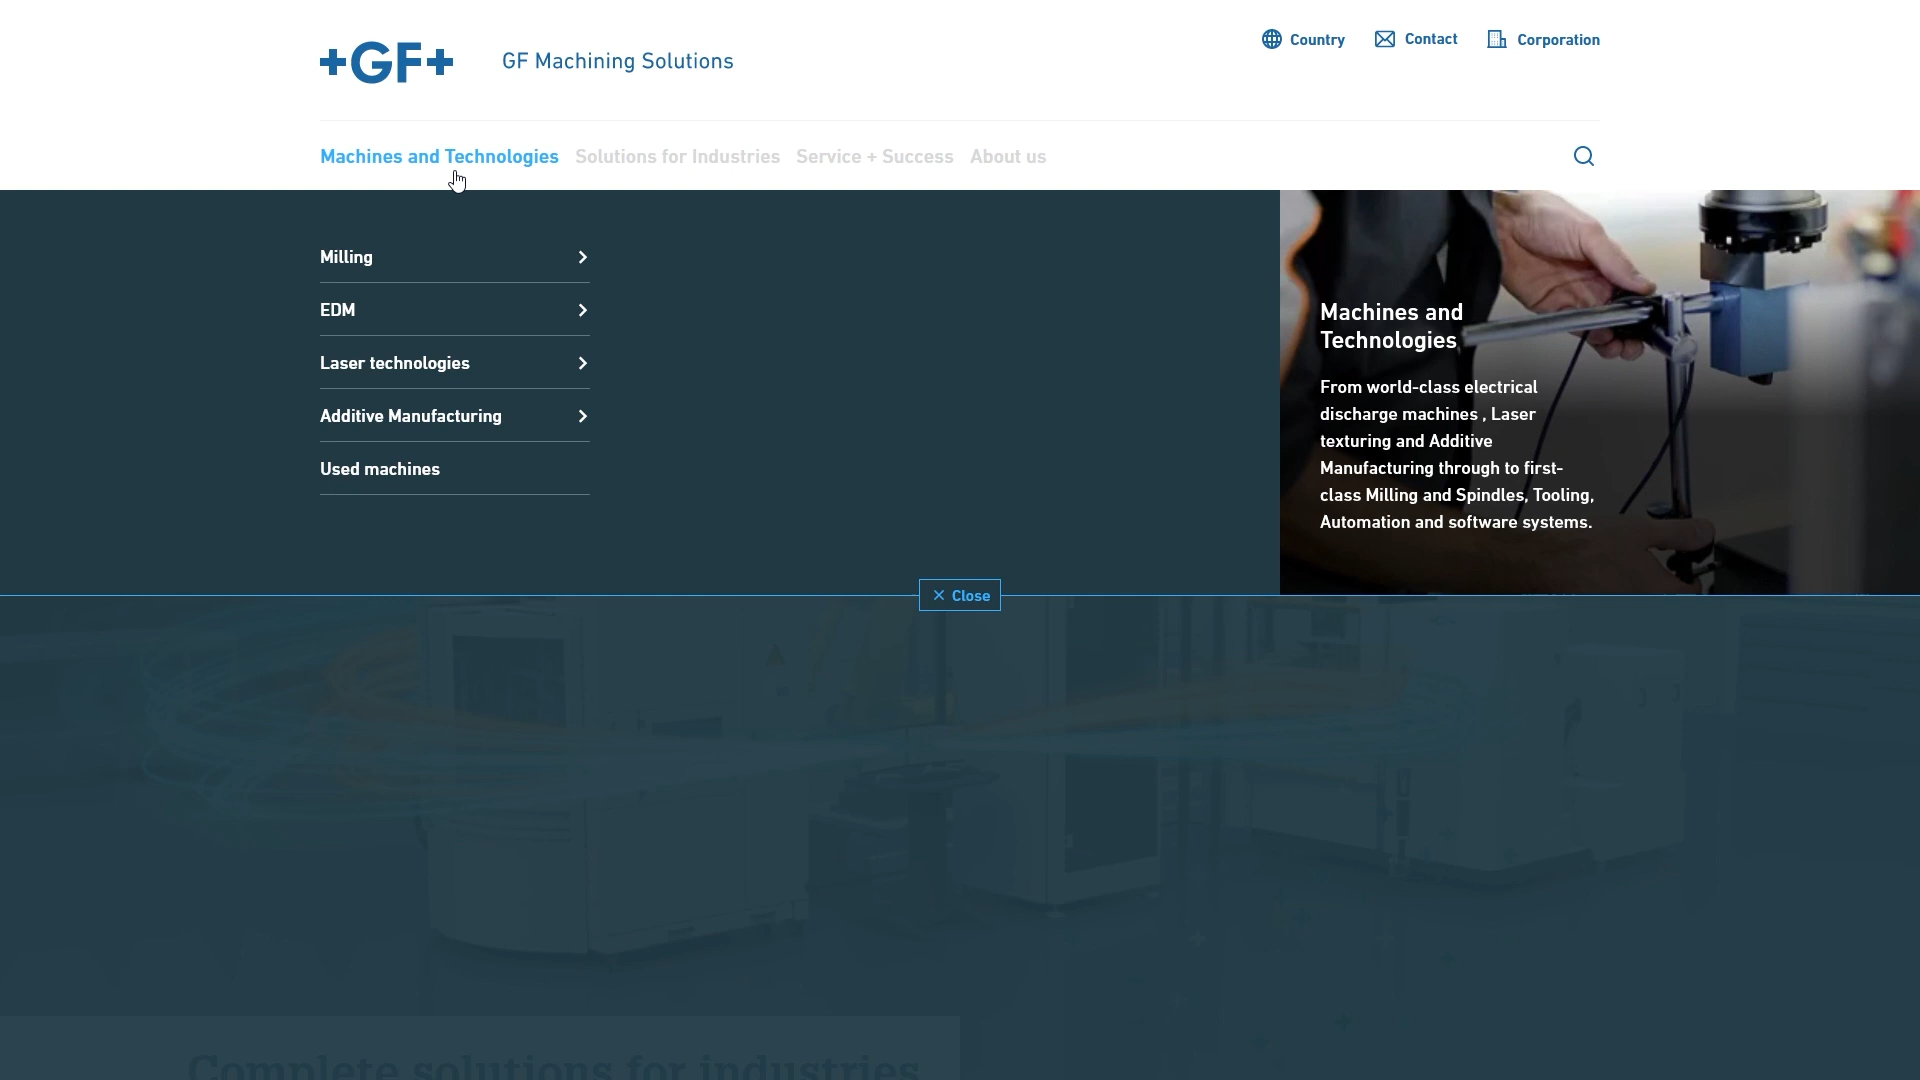 +GF+
GF Machining Solutions
Country
Contact
Corporation
Machines and Technologies
Solutions for Industries
Service + Success
About us
Milling
EDM
Laser technologies
Additive Manufacturing
Used machines
Machines and
Technologies
From world-class electrical
discharge machines , Laser
texturing and Additive
Manufacturing through to first-
class Milling and Spindles, Tooling,
Automation and software systems.
Close
Complete solutions for industries